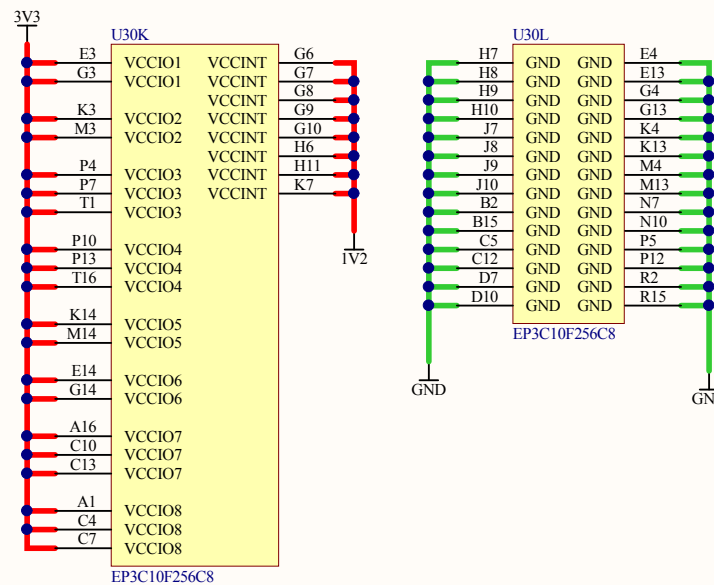 3V3
U30K
E3 VCCIO1 VCCINT G6
G3 VCCIO1 VCCINT G7
VCCINT G8
K3 VCCIO2 VCCINT G9
M3 VCCIO2 VCCINT G10
VCCINT H6
P4 VCCIO3 VCCINT H11
P7 VCCIO3 VCCINT K7
T1 VCCIO3
P10 VCCIO4
1V2
P13 VCCIO4
T16 VCCIO4
K14 VCCIO5
M14 VCCIO5
E14 VCCIO6
G14 VCCIO6
A16 VCCIO7
C10 VCCIO7
C13 VCCIO7
A1 VCCIO8
C4 VCCIO8
C7 VCCIO8
EP3C10F256C8
U30L
H7 GND GND E4
H8 GND GND E13
H9 GND GND G4
H10 GND GND G13
J7 GND GND K4
J8 GND GND K13
J9 GND GND M4
J10 GND GND M13
B2 GND GND N7
B15 GND GND N10
C5 GND GND P5
C12 GND GND P12
D7 GND GND R2
D10 GND GND R15
EP3C10F256C8
GND
GN